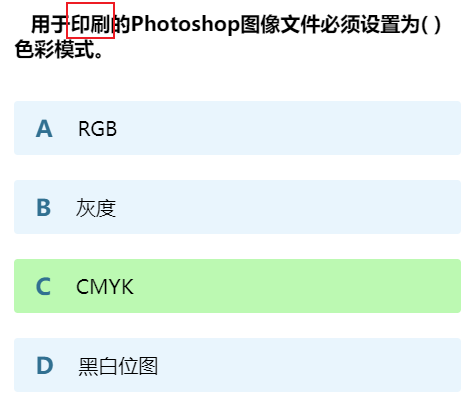 用于印刷的Photoshop图像文件必须设置为( )
色彩模式。
A RGB
B 灰度
C CMYK
D 黑白位图